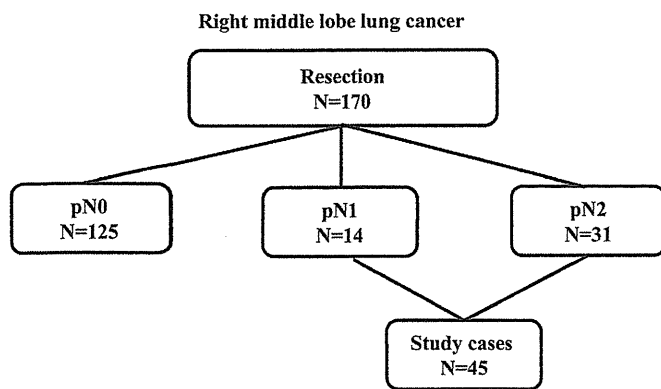 Right middle lobe lung cancer
Resection
N=170
pN0
N=125
pN1
N=14
pN2
N=31
Study cases
N=45